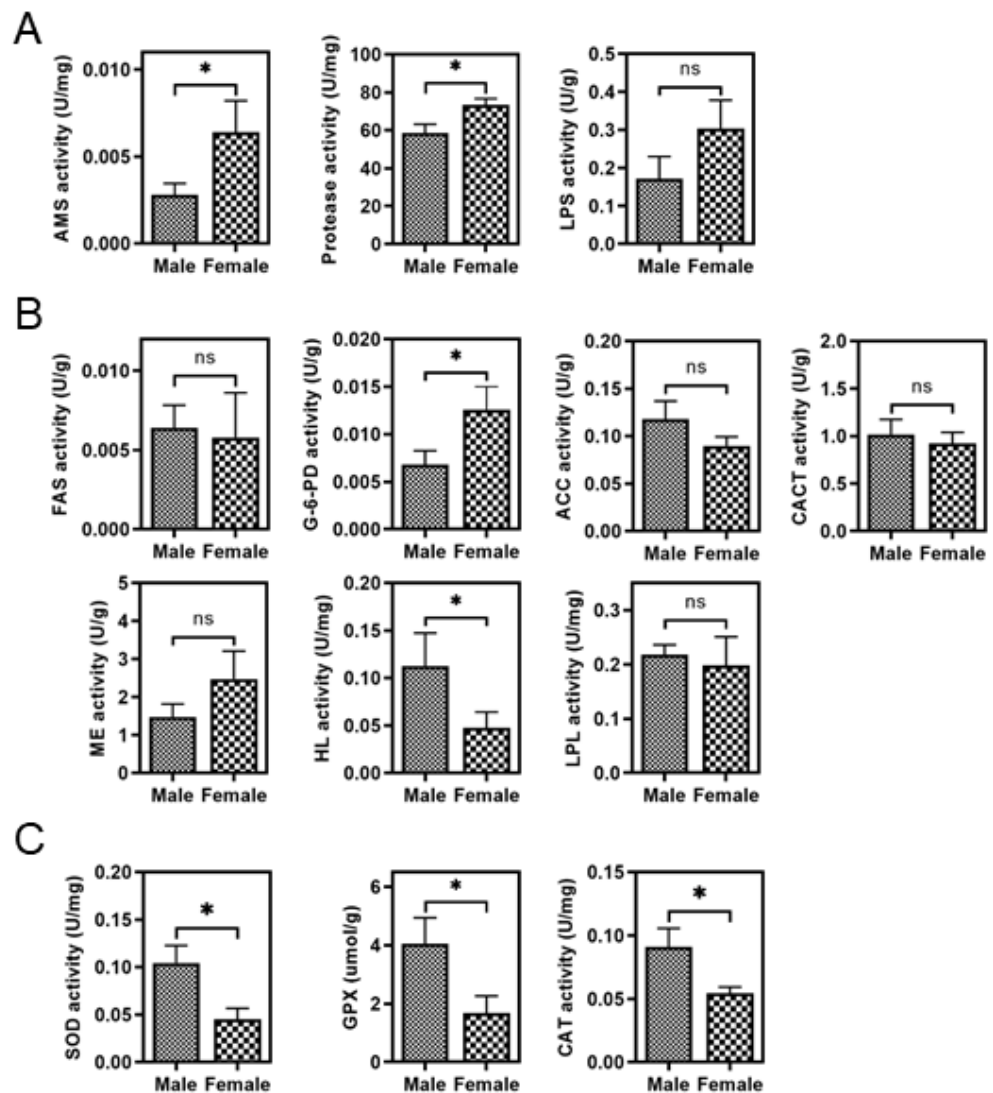 A
AMS activity (U/mg)
0.010
0.005
0.000
*
Male Female
Protease activity (U/mg)
100
80
60
40
20
0
*
Male Female
LPS activity (U/g)
0.5
0.4
0.3
0.2
0.1
0.0
ns
Male Female
B
FAS activity (U/g)
0.010
0.005
0.000
ns
Male Female
G-6-PD activity (U/g)
0.020
0.015
0.010
0.005
0.000
*
Male Female
ACC activity (U/g)
0.20
0.15
0.10
0.05
0.00
ns
Male Female
CACT activity (U/g)
2.0
1.5
1.0
0.5
0.0
ns
Male Female
ME activity (U/g)
5
4
3
2
1
0
ns
Male Female
HL activity (U/mg)
0.20
0.15
0.10
0.05
0.00
*
Male Female
LPL activity (U/mg)
0.3
0.2
0.1
0.0
ns
Male Female
C
SOD activity (U/mg)
0.20
0.15
0.10
0.05
0.00
*
Male Female
GPX (umol/g)
6
4
2
0
*
Male Female
CAT activity (U/mg)
0.15
0.10
0.05
0.00
*
Male Female